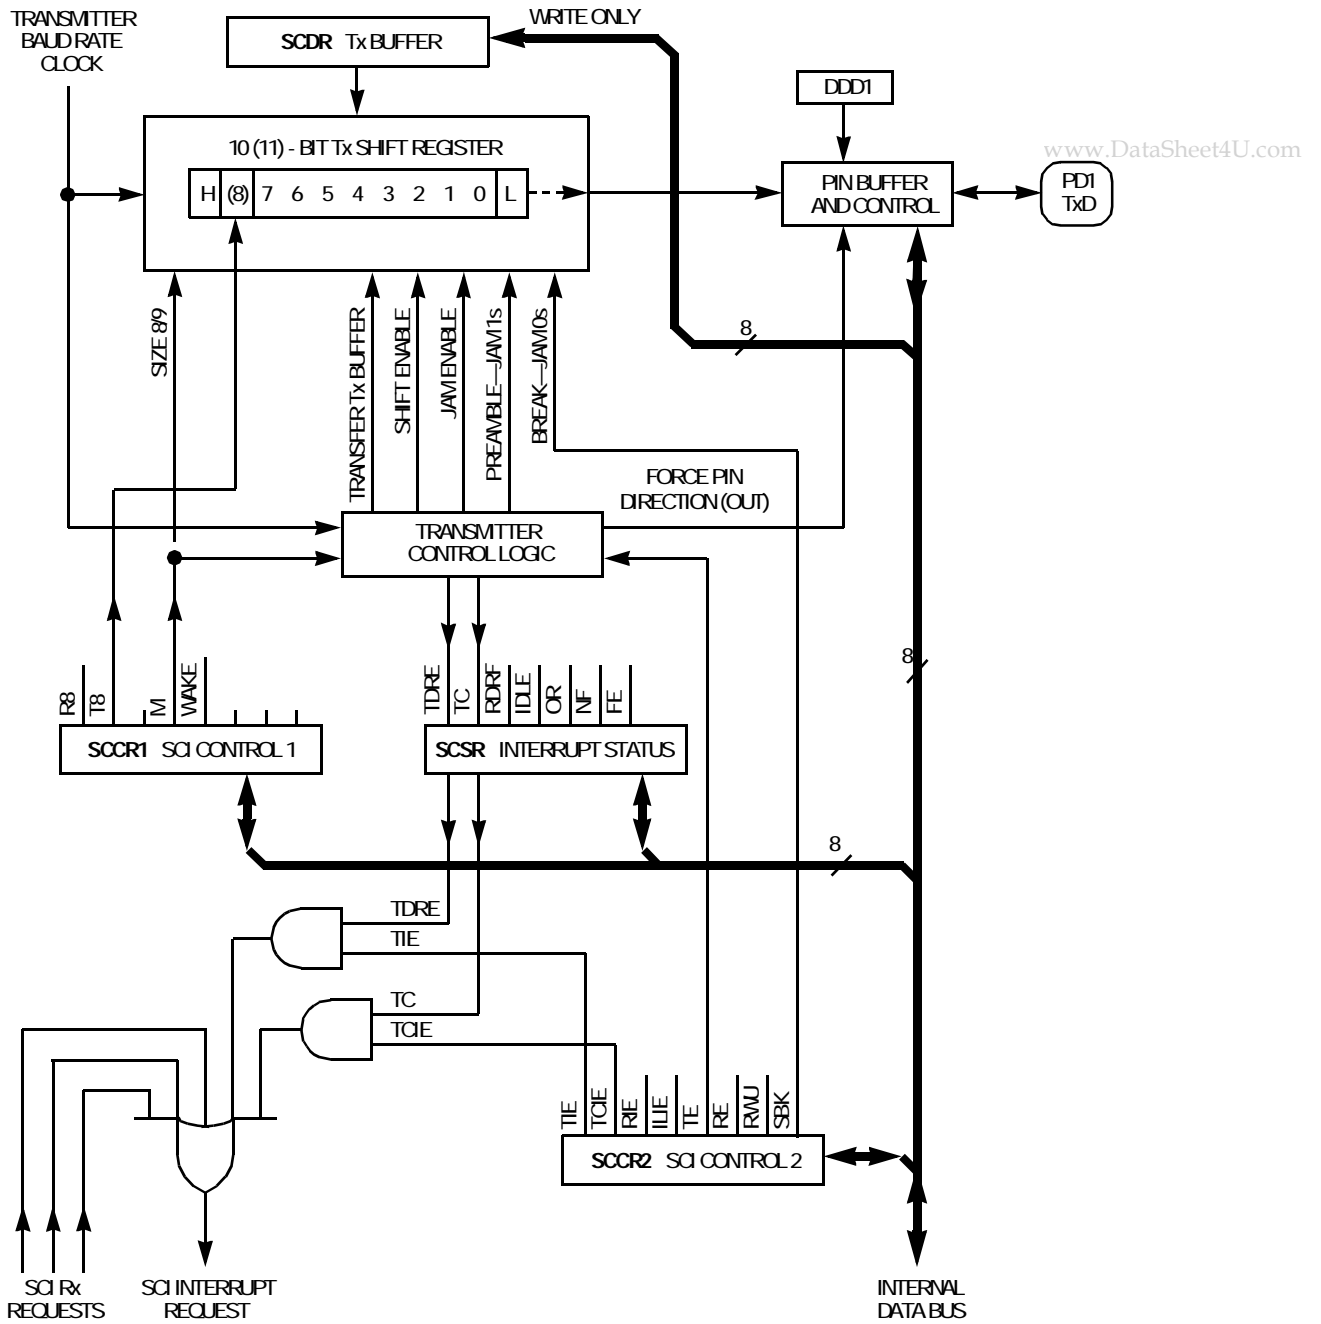 TRANSMITTER
BAUD RATE
CLOCK
SCDR Tx BUFFER
WRITE ONLY
DDD1
www.DataSheet4U.com
10 (11) - BIT Tx SHIFT REGISTER
H (8) 7 6 5 4 3 2 1 0 L
PIN BUFFER
AND CONTROL
PD1
TxD
SIZE 8/9
TRANSFER Tx BUFFER
SHIFT ENABLE
JAM ENABLE
PREAMBLE—JAM 1s
BREAK—JAM 0s
8
FORCE PIN
DIRECTION (OUT)
TRANSMITTER
CONTROL LOGIC
8
R8
T8
M
WAKE
TDRE
TC
RDRF
IDLE
OR
NF
FE
SCCR1 SCI CONTROL 1
SCSR INTERRUPT STATUS
8
TDRE
TIE
TC
TCIE
TIE
TCIE
RIE
ILIE
TE
RE
RWU
SBK
SCCR2 SCI CONTROL 2
SCI Rx
REQUESTS
SCI INTERRUPT
REQUEST
INTERNAL
DATA BUS